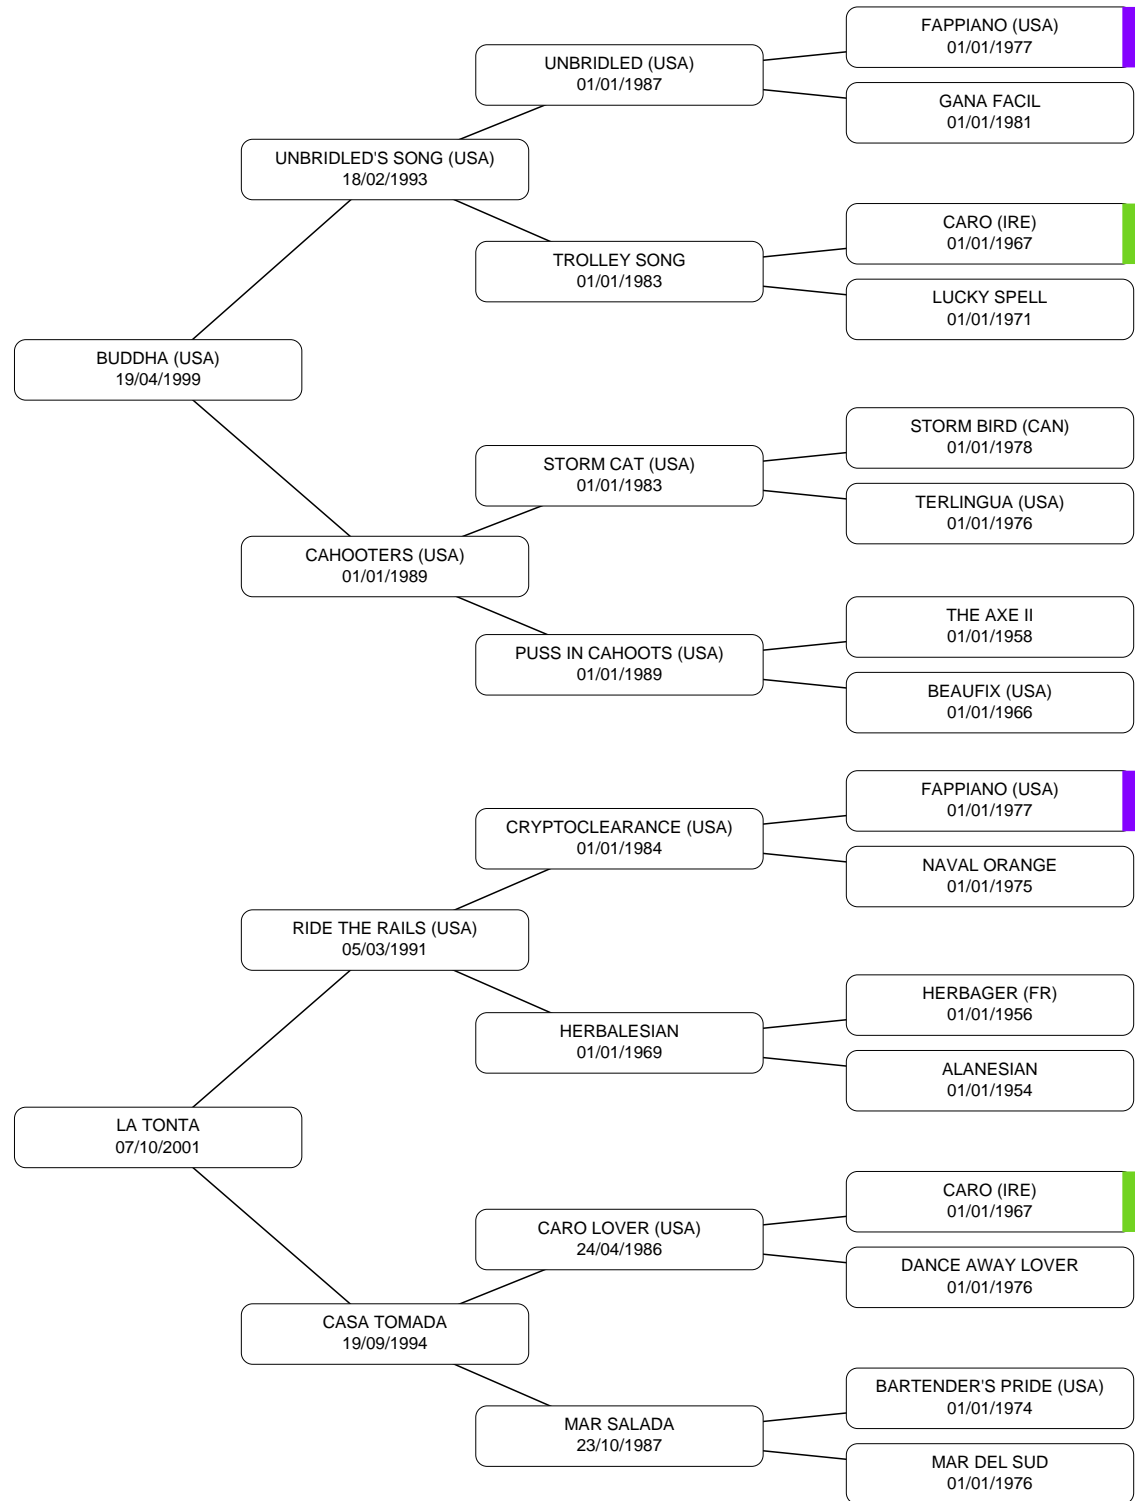 FAPPIANO (USA)
01/01/1977
UNBRIDLED (USA)
01/01/1987
GANA FACIL
01/01/1981
UNBRIDLED'S SONG (USA)
18/02/1993
CARO (IRE)
01/01/1967
TROLLEY SONG
01/01/1983
LUCKY SPELL
01/01/1971
BUDDHA (USA)
19/04/1999
STORM BIRD (CAN)
01/01/1978
STORM CAT (USA)
01/01/1983
TERLINGUA (USA)
01/01/1976
CAHOOTERS (USA)
01/01/1989
THE AXE II
01/01/1958
PUSS IN CAHOOTS (USA)
01/01/1989
BEAUFIX (USA)
01/01/1966
FAPPIANO (USA)
01/01/1977
CRYPTOCLEARANCE (USA)
01/01/1984
NAVAL ORANGE
01/01/1975
RIDE THE RAILS (USA)
05/03/1991
HERBAGER (FR)
01/01/1956
HERBALESIAN
01/01/1969
ALANESIAN
01/01/1954
LA TONTA
07/10/2001
CARO (IRE)
01/01/1967
CARO LOVER (USA)
24/04/1986
DANCE AWAY LOVER
01/01/1976
CASA TOMADA
19/09/1994
BARTENDER'S PRIDE (USA)
01/01/1974
MAR SALADA
23/10/1987
MAR DEL SUD
01/01/1976